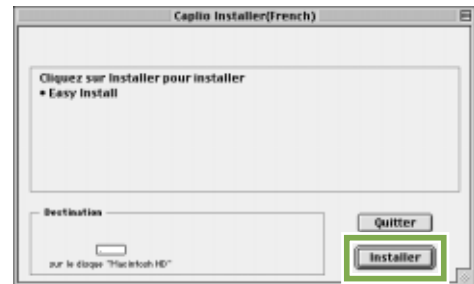 Caplio Installer(French)
Cliquez sur Installer pour installer
• Easy Install
Destination
sur le disque "Macintosh HD"
Quitter
Installer